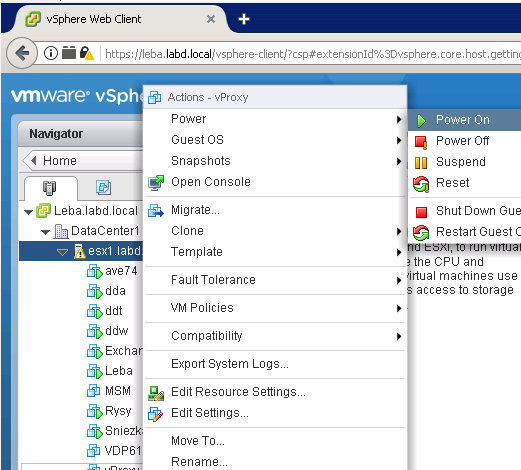 vSphere Web Client
https://leba.labd.local/vsphere-client/?csp#extensionId%3Dvsphere.core.host.getting
vmware® vSph
Actions - vProxy
Navigator
Home
Power
Guest OS
Snapshots
Open Console
Migrate...
Clone
Template
Fault Tolerance
VM Policies
Compatibility
Export System Logs...
Edit Resource Settings...
Edit Settings...
Move To...
Rename...
Power On
Power Off
Suspend
Reset
Shut Down Gue
Restart Guest O
Leba.labd.local
DataCenter1
esx1.labd.
ave74
dda
ddt
ddw
Exchan
Leba
MSM
Rysy
Sniezk
VDP61
nd ESXi, to run virtual
e the CPU and
virtual machines use
s access to storage